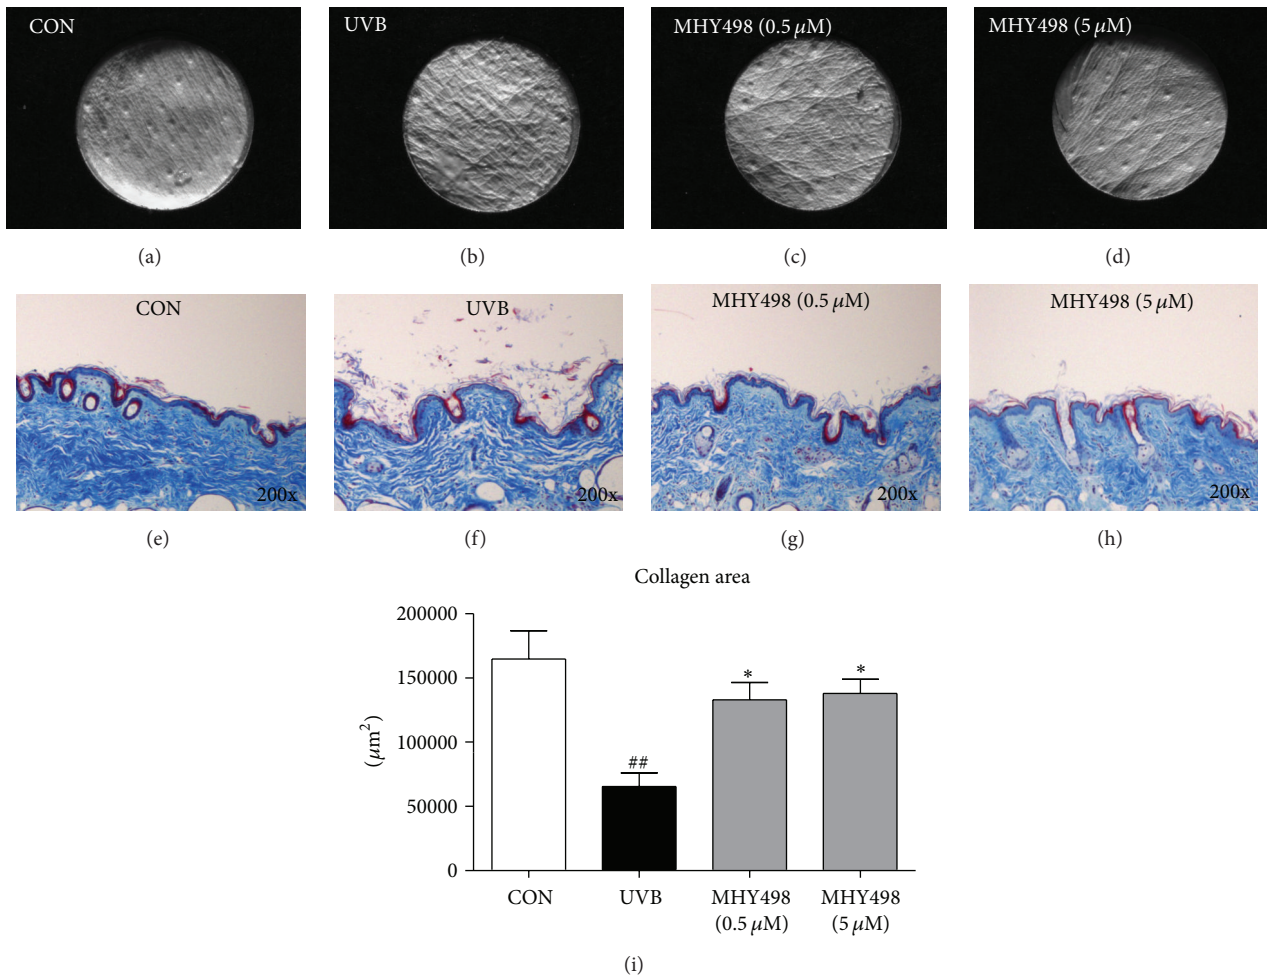 CON
UVB
MHY498 (0.5 μM)
MHY498 (5 μM)
(a)
(b)
(c)
(d)
CON
UVB
MHY498 (0.5 μM)
MHY498 (5 μM)
200x
200x
200x
200x
(e)
(f)
(g)
(h)
Collagen area
200000
150000
100000
50000
0
(μm²)
##
*
*
CON
UVB
MHY498
(0.5 μM)
MHY498
(5 μM)
(i)